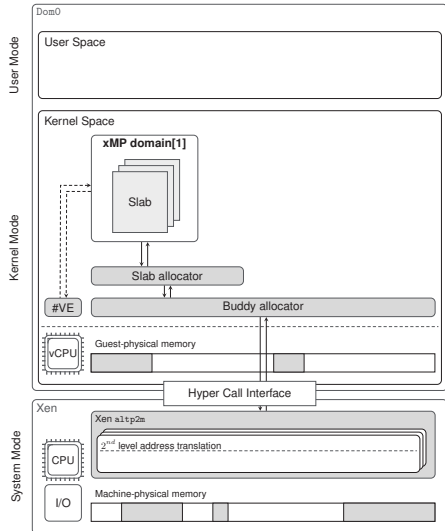 Dom0
User Mode
User Space
Kernel Mode
Kernel Space
xMP domain[1]
Slab
Slab allocator
#VE
Buddy allocator
vCPU
Guest-physical memory
Hyper Call Interface
System Mode
Xen
Xen altp2m
2nd level address translation
CPU
I/O
Machine-physical memory